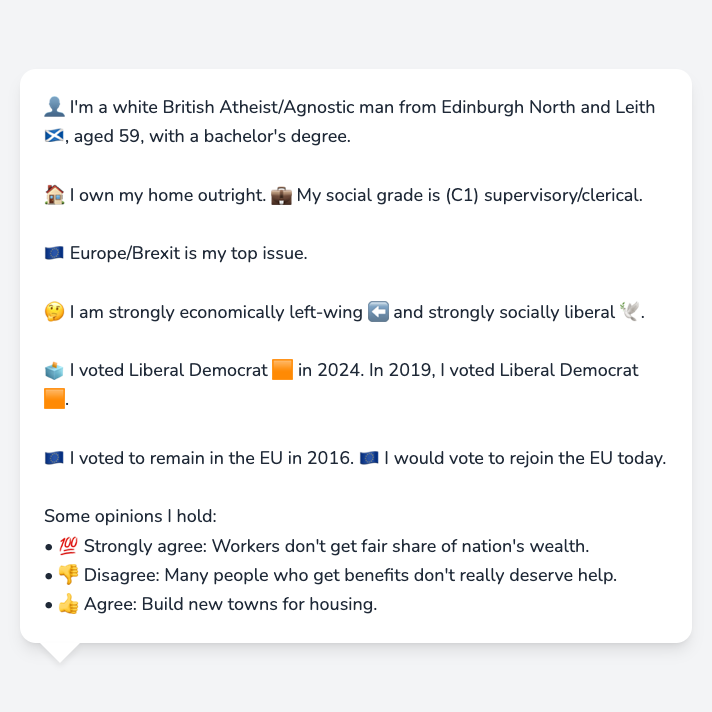 👤 I'm a white British Atheist/Agnostic man from Edinburgh North and Leith
🏴󠁧󠁢󠁳󠁣󠁴󠁿, aged 59, with a bachelor's degree.
🏠 I own my home outright. 💼 My social grade is (C1) supervisory/clerical.
🇪🇺 Europe/Brexit is my top issue.
🤔 I am strongly economically left-wing ⬅️ and strongly socially liberal 🕊️.
🗳️ I voted Liberal Democrat 🟧 in 2024. In 2019, I voted Liberal Democrat
🟧.
🇪🇺 I voted to remain in the EU in 2016. 🇪🇺 I would vote to rejoin the EU today.
Some opinions I hold:
• 💯 Strongly agree: Workers don't get fair share of nation's wealth.
• 👎 Disagree: Many people who get benefits don't really deserve help.
• 👍 Agree: Build new towns for housing.